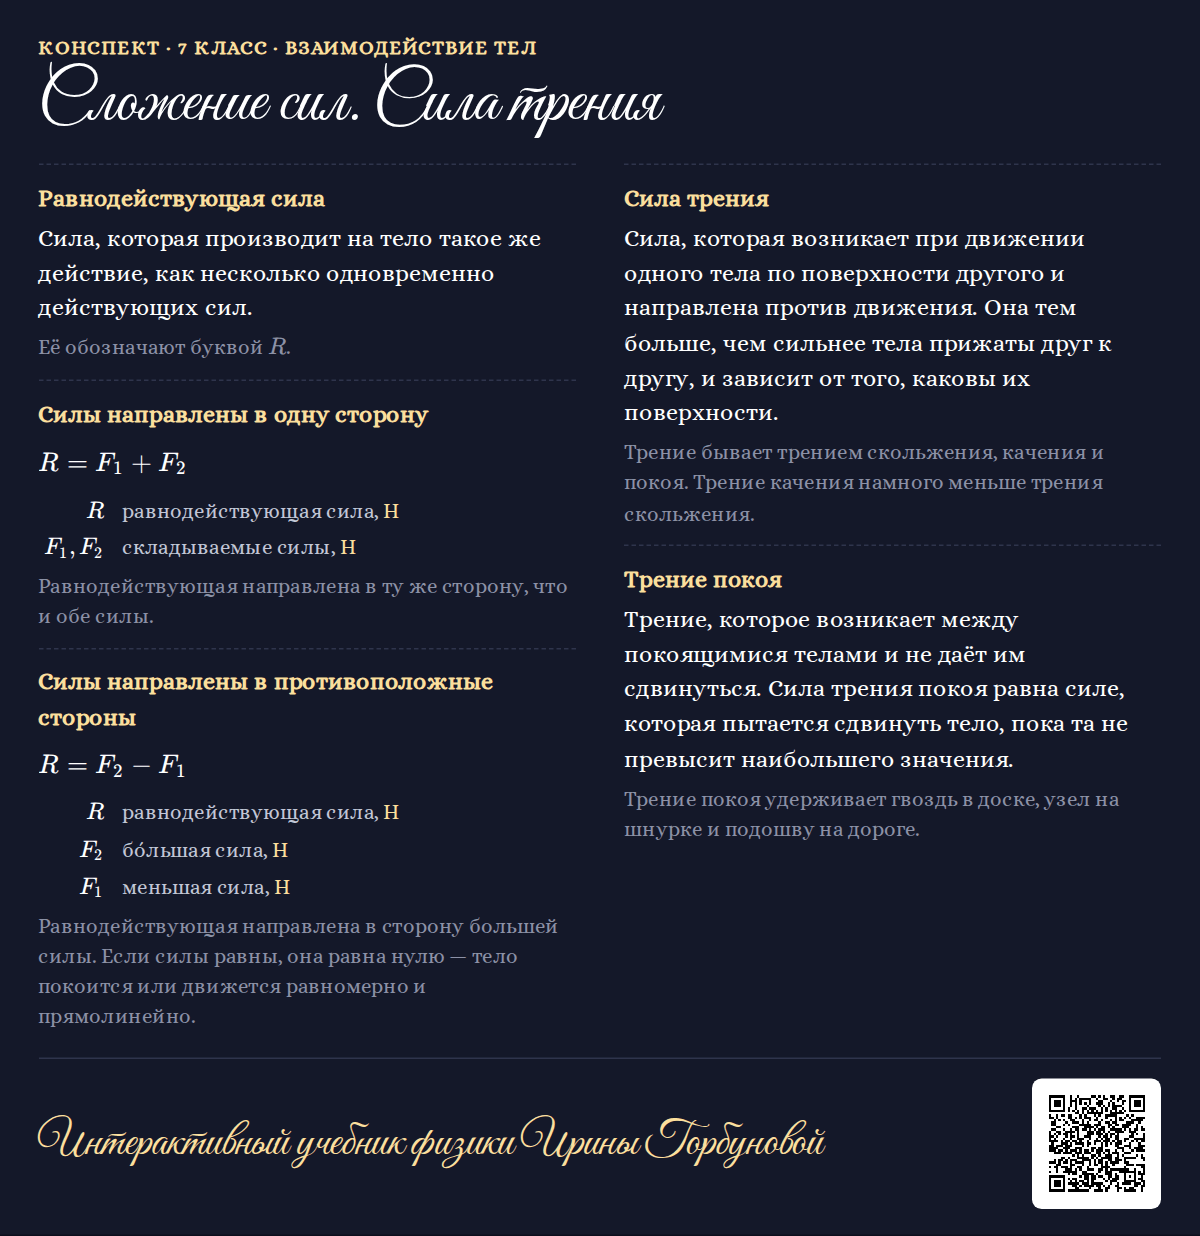 КОНСПЕКТ · 7 КЛАСС · ВЗАИМОДЕЙСТВИЕ ТЕЛ
Сложение сил. Сила трения
Равнодействующая сила
Сила, которая производит на тело такое же
действие, как несколько одновременно
действующих сил.
Её обозначают буквой R.
Силы направлены в одну сторону
R = F₁ + F₂
R равнодействующая сила, Н
F₁, F₂ складываемые силы, Н
Равнодействующая направлена в ту же сторону, что
и обе силы.
Силы направлены в противоположные
стороны
R = F₂ − F₁
R равнодействующая сила, Н
F₂ бо́льшая сила, Н
F₁ меньшая сила, Н
Равнодействующая направлена в сторону большей
силы. Если силы равны, она равна нулю — тело
покоится или движется равномерно и
прямолинейно.
Сила трения
Сила, которая возникает при движении
одного тела по поверхности другого и
направлена против движения. Она тем
больше, чем сильнее тела прижаты друг к
другу, и зависит от того, каковы их
поверхности.
Трение бывает трением скольжения, качения и
покоя. Трение качения намного меньше трения
скольжения.
Трение покоя
Трение, которое возникает между
покоящимися телами и не даёт им
сдвинуться. Сила трения покоя равна силе,
которая пытается сдвинуть тело, пока та не
превысит наибольшего значения.
Трение покоя удерживает гвоздь в доске, узел на
шнурке и подошву на дороге.
Интерактивный учебник физики Ирины Горбуновой